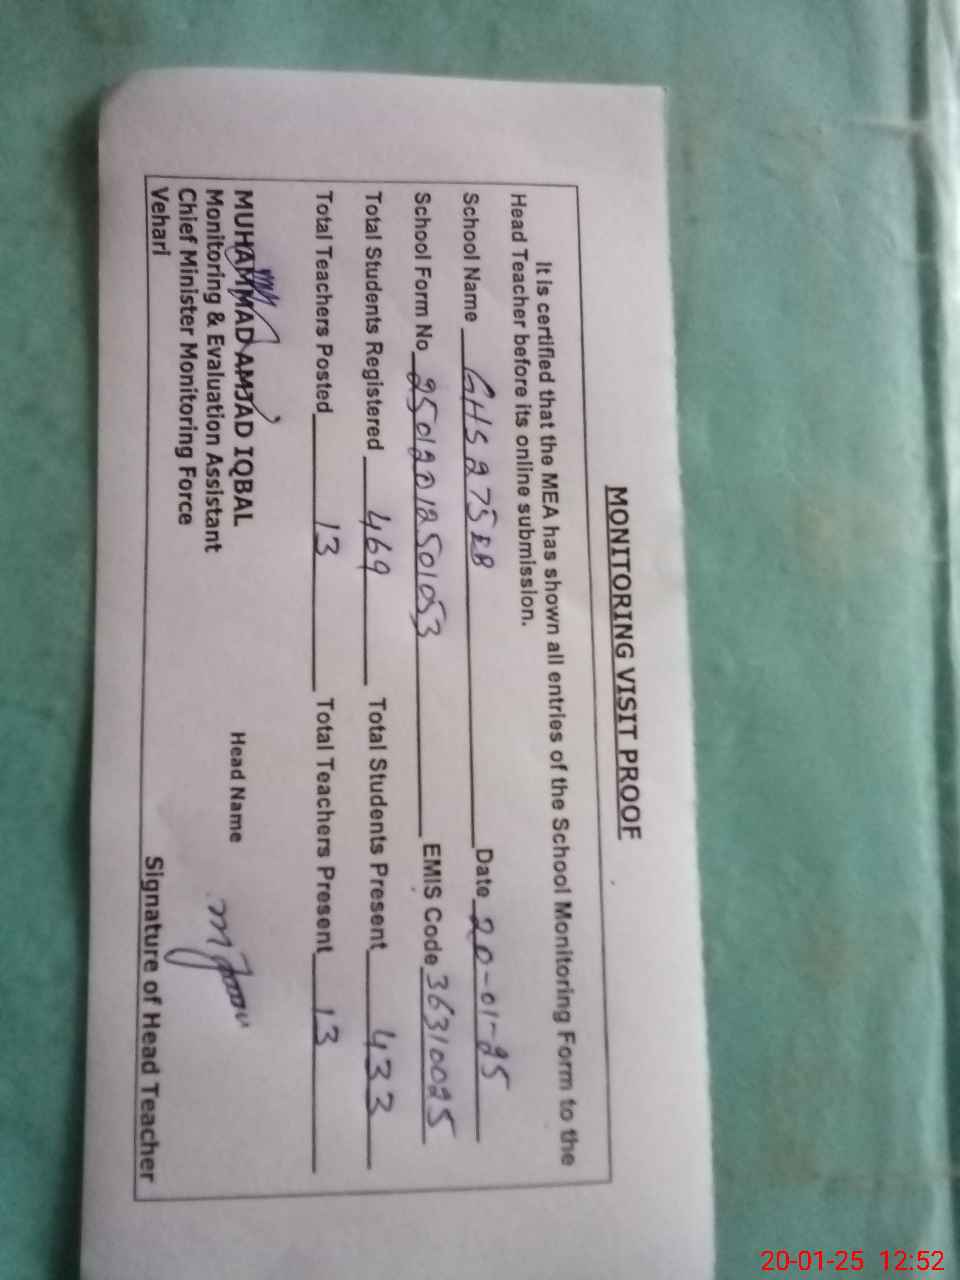 MONITORING VISIT PROOF
It is certified that the MEA has shown all entries of the School Monitoring Form to the
Head Teacher before its online submission.
School Name GHS 275 EB Date 20-01-25
School Form No 25012012501053 EMIS Code 36310025
Total Students Registered 469 Total Students Present 433
Total Teachers Posted 13 Total Teachers Present 13
MUHAMMAD AMJAD IQBAL Head Name
Monitoring & Evaluation Assistant
Chief Minister Monitoring Force
Vehari Signature of Head Teacher
20-01-25 12:52